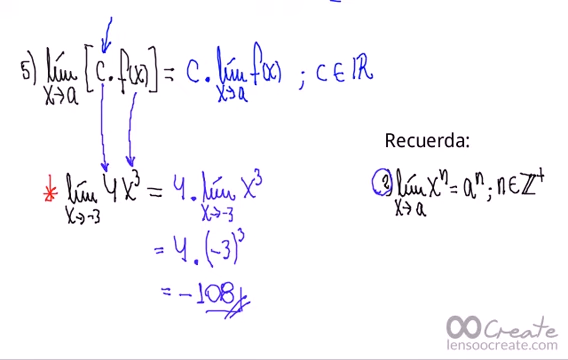 5) lím [C.f(x)] = C. lím f(x) ; C∈ℝ
x→a x→a
Recuerda:
* lím 4x³ = 4. lím x³
x→-3 x→-3
② lím xⁿ = aⁿ ; n∈ℤ⁺
x→a
= 4. (-3)³
= -108
Create
lensoocreate.com